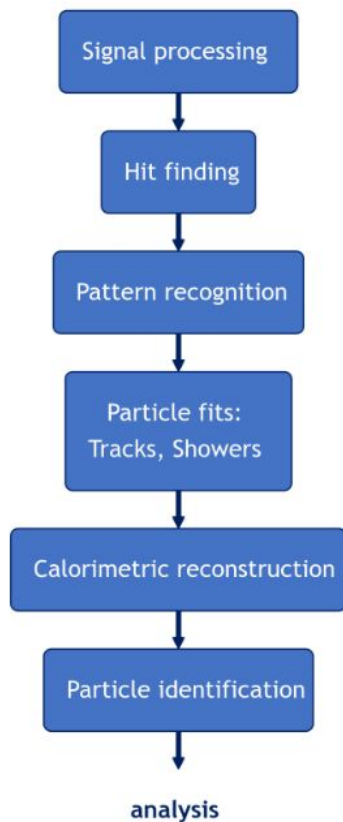 Signal processing
Hit finding
Pattern recognition
Particle fits:
Tracks, Showers
Calorimetric reconstruction
Particle identification
analysis